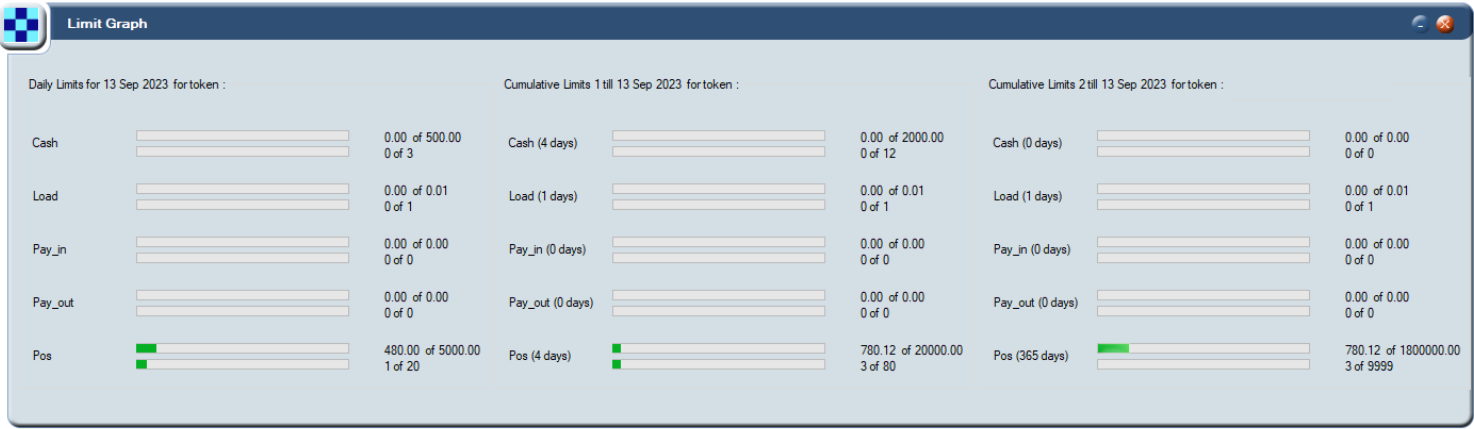 Limit Graph
Daily Limits for 13 Sep 2023 for token :
Cash
0.00 of 500.00
0 of 3
Load
0.00 of 0.01
0 of 1
Pay_in
0.00 of 0.00
0 of 0
Pay_out
0.00 of 0.00
0 of 0
Pos
480.00 of 5000.00
1 of 20
Cumulative Limits 1 till 13 Sep 2023 for token :
Cash (4 days)
0.00 of 2000.00
0 of 12
Load (1 days)
0.00 of 0.01
0 of 1
Pay_in (0 days)
0.00 of 0.00
0 of 0
Pay_out (0 days)
0.00 of 0.00
0 of 0
Pos (4 days)
780.12 of 20000.00
3 of 80
Cumulative Limits 2 till 13 Sep 2023 for token :
Cash (0 days)
0.00 of 0.00
0 of 0
Load (1 days)
0.00 of 0.01
0 of 1
Pay_in (0 days)
0.00 of 0.00
0 of 0
Pay_out (0 days)
0.00 of 0.00
0 of 0
Pos (365 days)
780.12 of 1800000.00
3 of 9999